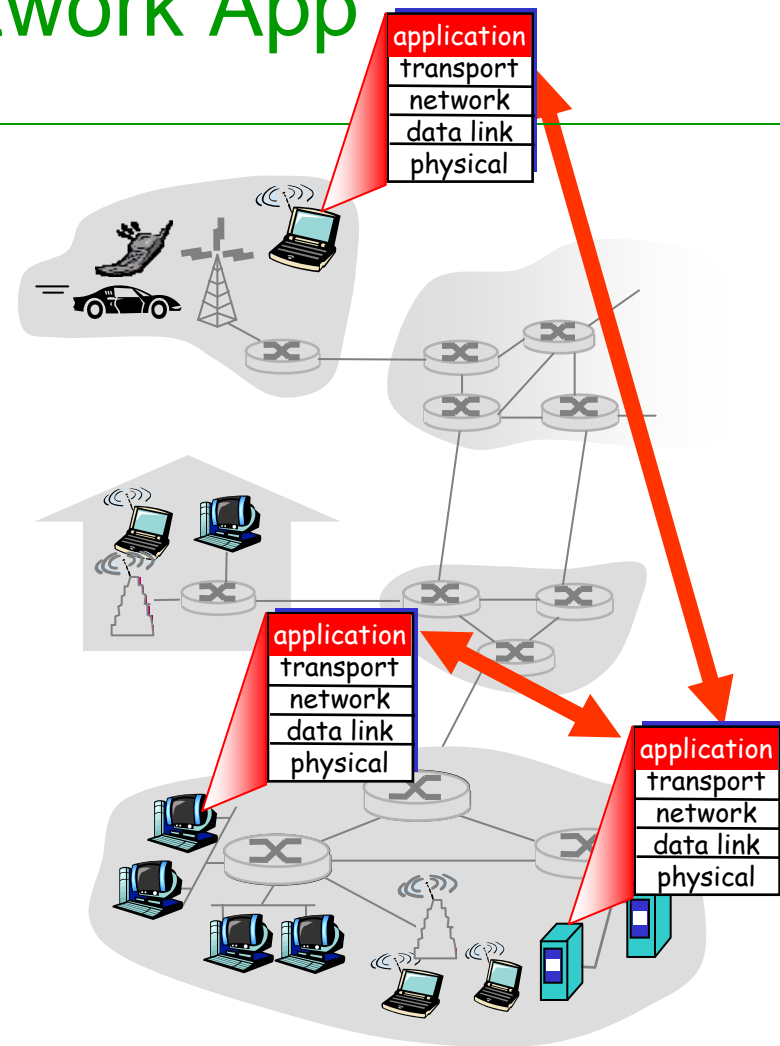 work App
application
transport
network
data link
physical
application
transport
network
data link
physical
application
transport
network
data link
physical